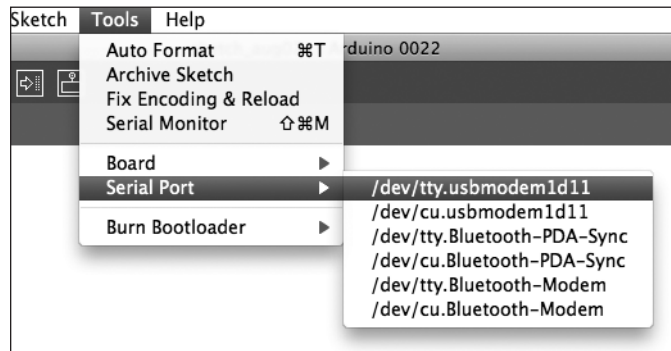 Sketch Tools Help
rduino 0022
Auto Format ⌘T
Archive Sketch
Fix Encoding & Reload
Serial Monitor ⇧⌘M
Board ▶
Serial Port ▶
Burn Bootloader ▶
/dev/tty.usbmodem1d11
/dev/cu.usbmodem1d11
/dev/tty.Bluetooth-PDA-Sync
/dev/cu.Bluetooth-PDA-Sync
/dev/tty.Bluetooth-Modem
/dev/cu.Bluetooth-Modem